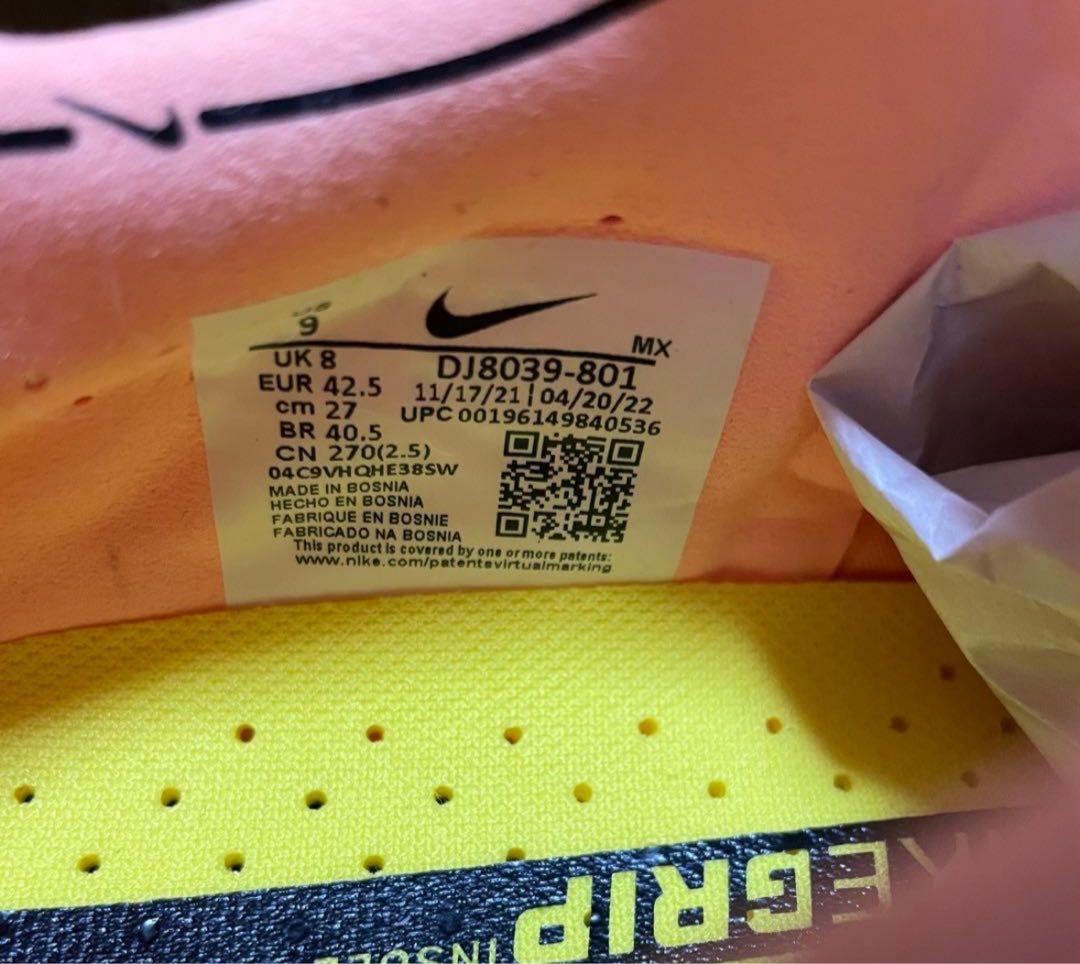 US
9
MX
UK 8
EUR 42.5
cm 27
BR 40.5
CN 270(2.5)
DJ8039-801
11/17/21 | 04/20/22
UPC 00196149840536
04C9VHQHE38SW
MADE IN BOSNIA
HECHO EN BOSNIA
FABRIQUE EN BOSNIE
FABRICADO NA BOSNIA
This product is covered by one or more patents:
www.nike.com/patentsvirtualmarking
GRIP